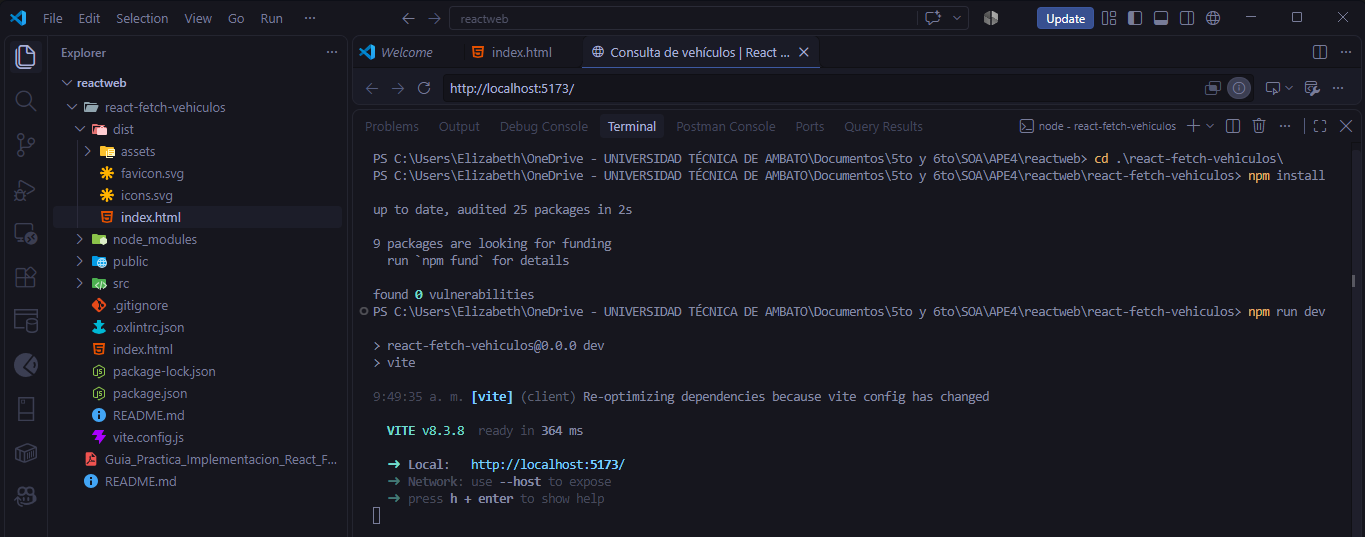 File Edit Selection View Go Run ··· reactweb Update
Explorer ···
Welcome index.html Consulta de vehículos | React ...
reactweb
http://localhost:5173/
react-fetch-vehiculos
dist
assets
favicon.svg
icons.svg
index.html
node_modules
public
src
.gitignore
.oxlintrc.json
index.html
package-lock.json
package.json
README.md
vite.config.js
Guia_Practica_Implementacion_React_F...
README.md
Problems Output Debug Console Terminal Postman Console Ports Query Results node - react-fetch-vehiculos
PS C:\Users\Elizabeth\OneDrive - UNIVERSIDAD TÉCNICA DE AMBATO\Documentos\5to y 6to\SOA\APE4\reactweb> cd .\react-fetch-vehiculos\
PS C:\Users\Elizabeth\OneDrive - UNIVERSIDAD TÉCNICA DE AMBATO\Documentos\5to y 6to\SOA\APE4\reactweb\react-fetch-vehiculos> npm install
up to date, audited 25 packages in 2s
9 packages are looking for funding
run `npm fund` for details
found 0 vulnerabilities
PS C:\Users\Elizabeth\OneDrive - UNIVERSIDAD TÉCNICA DE AMBATO\Documentos\5to y 6to\SOA\APE4\reactweb\react-fetch-vehiculos> npm run dev
> react-fetch-vehiculos@0.0.0 dev
> vite
9:49:35 a. m. [vite] (client) Re-optimizing dependencies because vite config has changed
VITE v8.3.8 ready in 364 ms
➜ Local: http://localhost:5173/
➜ Network: use --host to expose
➜ press h + enter to show help